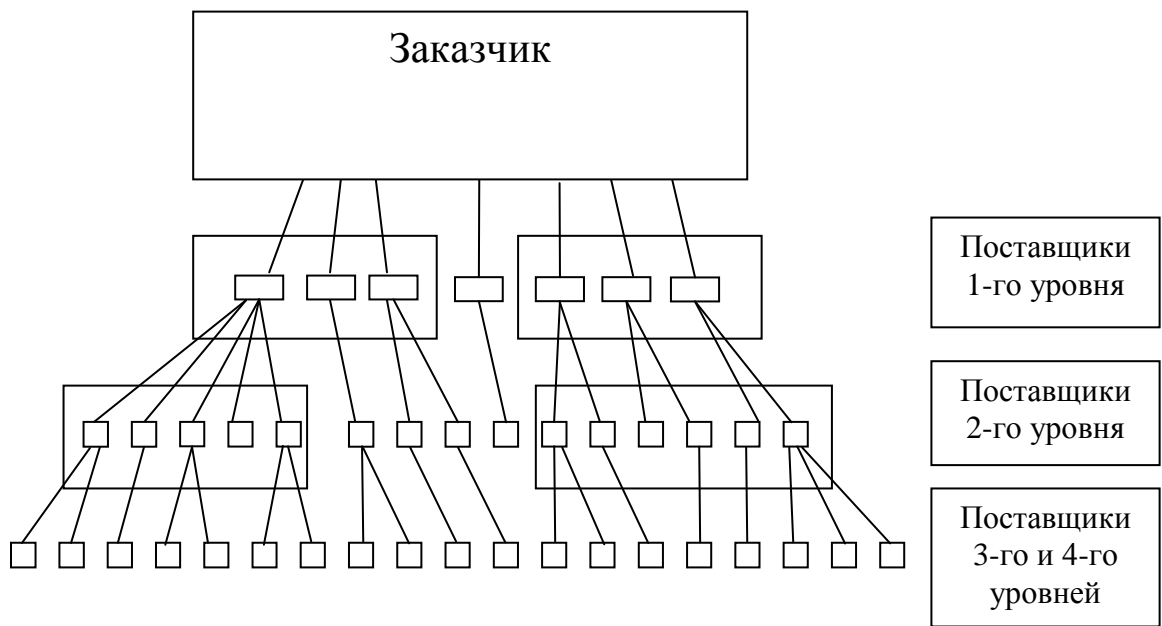 Заказчик
Поставщики
1-го уровня
Поставщики
2-го уровня
Поставщики
3-го и 4-го
уровней